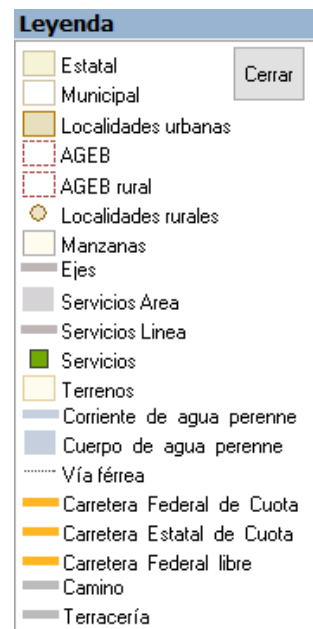 Leyenda
Estatal
Cerrar
Municipal
Localidades urbanas
AGEB
AGEB rural
Localidades rurales
Manzanas
Ejes
Servicios Area
Servicios Linea
Servicios
Terrenos
Corriente de agua perenne
Cuerpo de agua perenne
Vía férrea
Carretera Federal de Cuota
Carretera Estatal de Cuota
Carretera Federal libre
Camino
Terracería